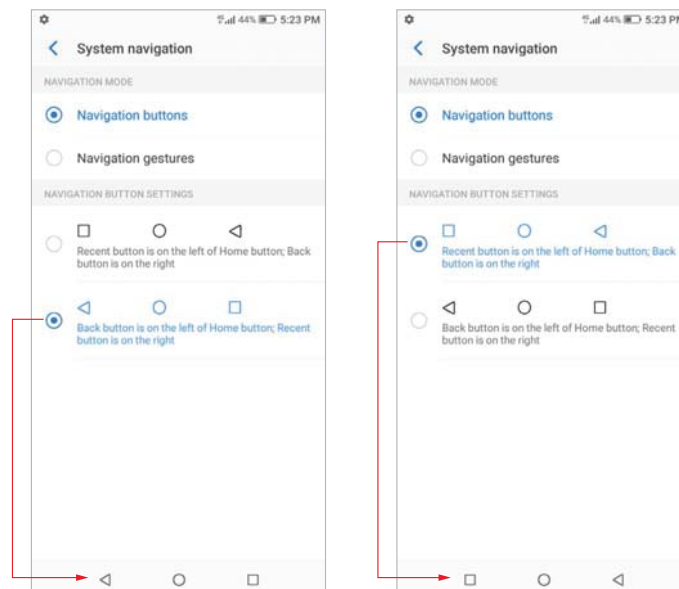 44% 5:23 PM
System navigation
NAVIGATION MODE
Navigation buttons
Navigation gestures
NAVIGATION BUTTON SETTINGS
Recent button is on the left of Home button; Back
button is on the right
Back button is on the left of Home button; Recent
button is on the right
44% 5:23 PM
System navigation
NAVIGATION MODE
Navigation buttons
Navigation gestures
NAVIGATION BUTTON SETTINGS
Recent button is on the left of Home button; Back
button is on the right
Back button is on the left of Home button; Recent
button is on the right